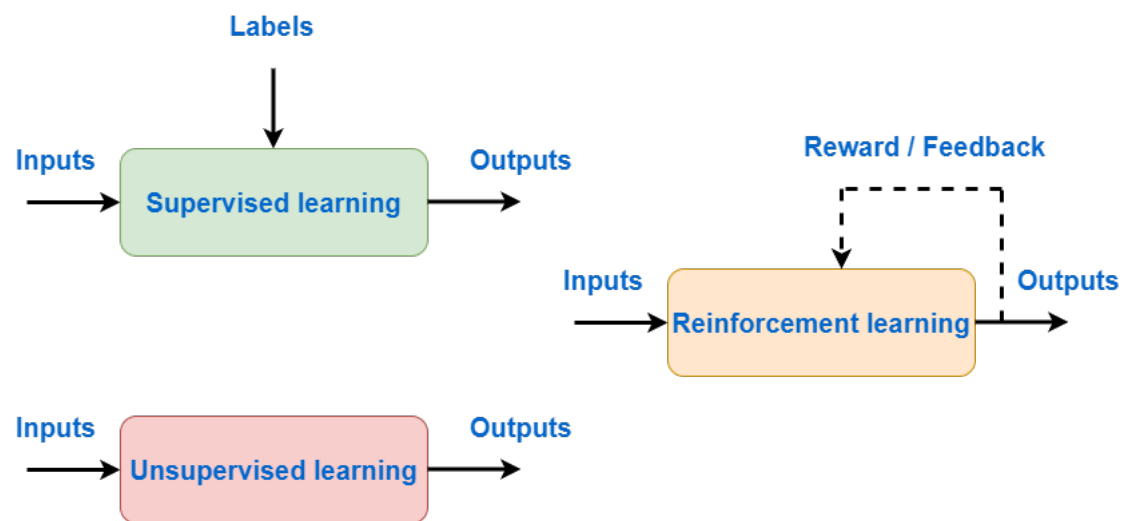 Labels
Inputs
Outputs
Supervised learning
Reward / Feedback
Inputs
Outputs
Reinforcement learning
Inputs
Outputs
Unsupervised learning